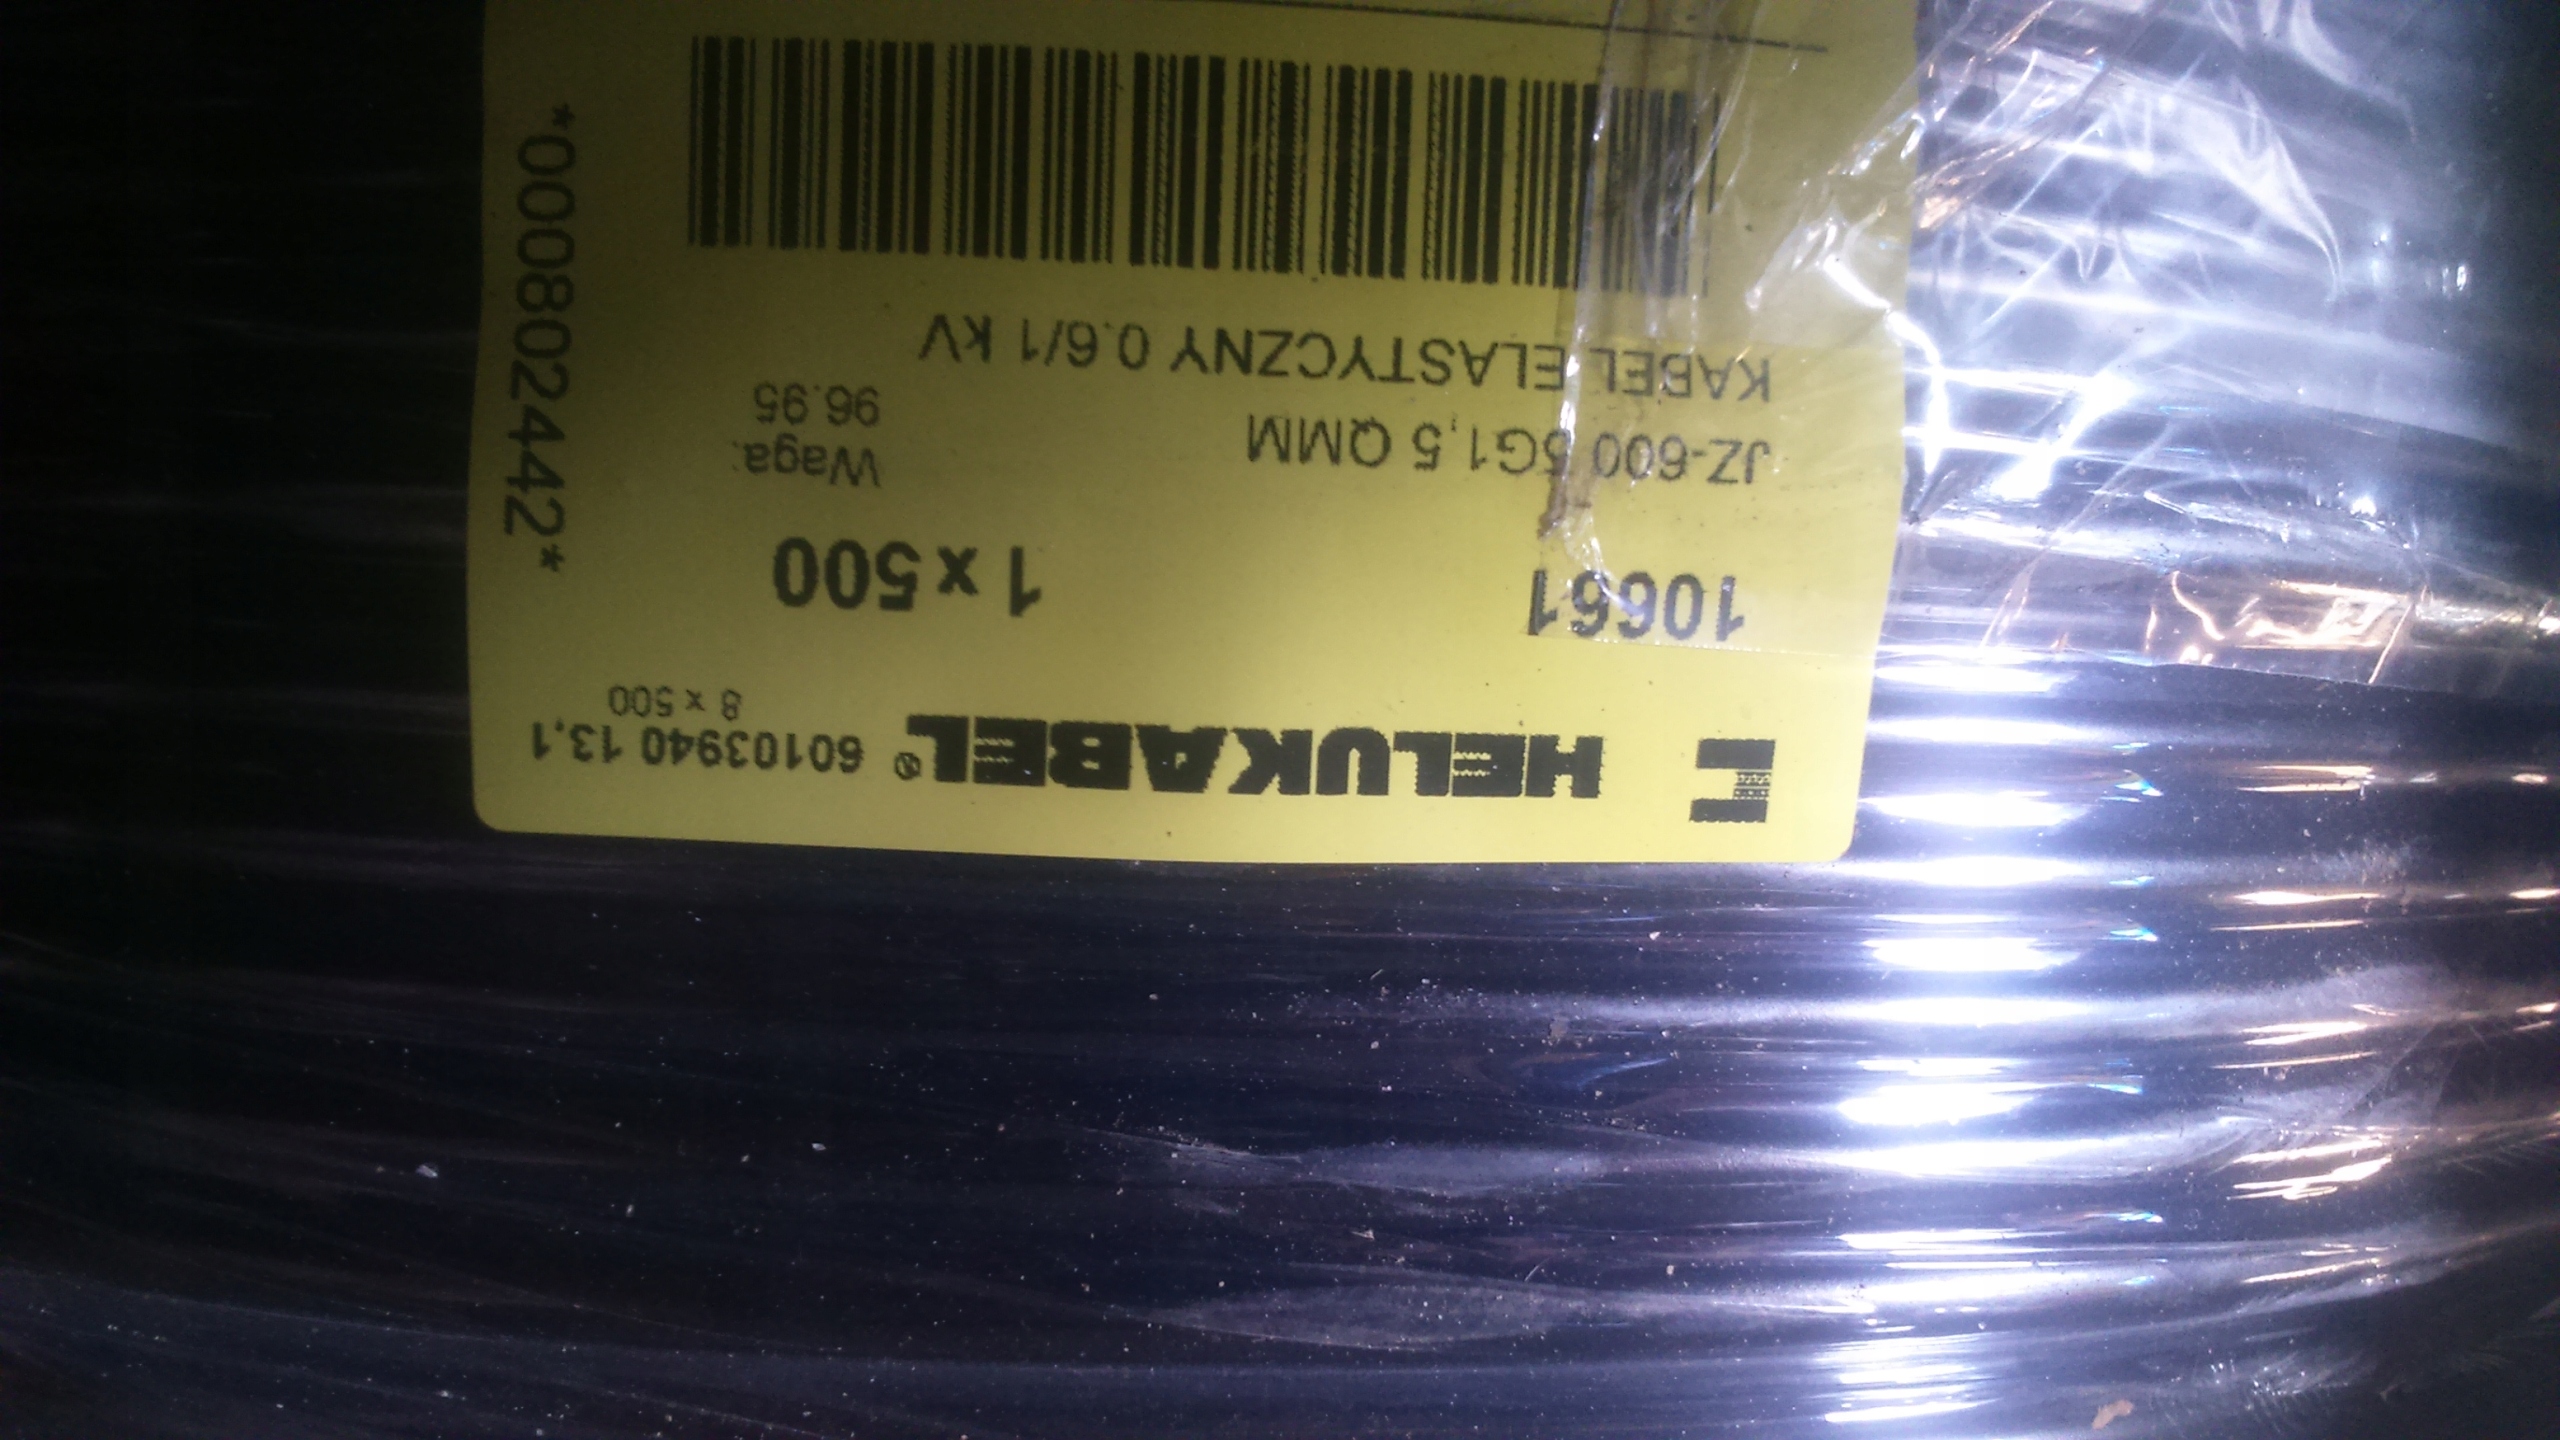 HELUKABEL® 60103940 13,1
8 x 500
10661 1 x 500
JZ-600 5G1,5 QMM Waga:
96.95
KABEL ELASTYCZNY 0.6/1 kV
*000802442*